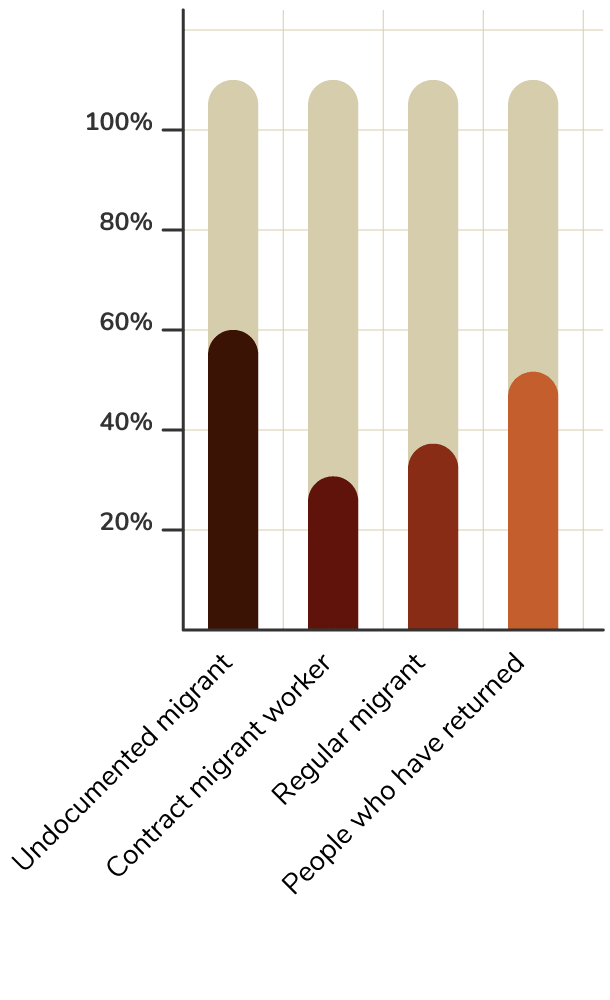 100%
80%
60%
40%
20%
Undocumented migrant
Contract migrant worker
Regular migrant
People who have returned